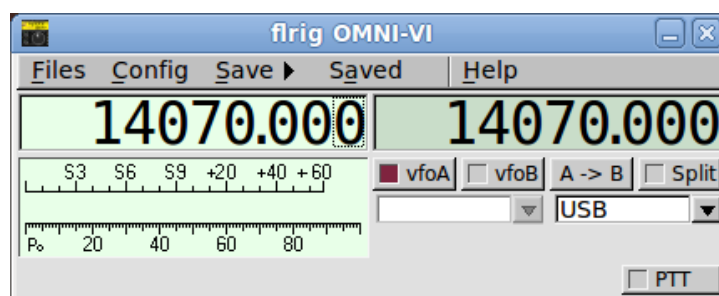 flrig OMNI-VI
Files Config Save Saved Help
14070.000 14070.000
S3 S6 S9 +20 +40 +60
vfoA vfoB A -> B Split
USB
Po 20 40 60 80
PTT